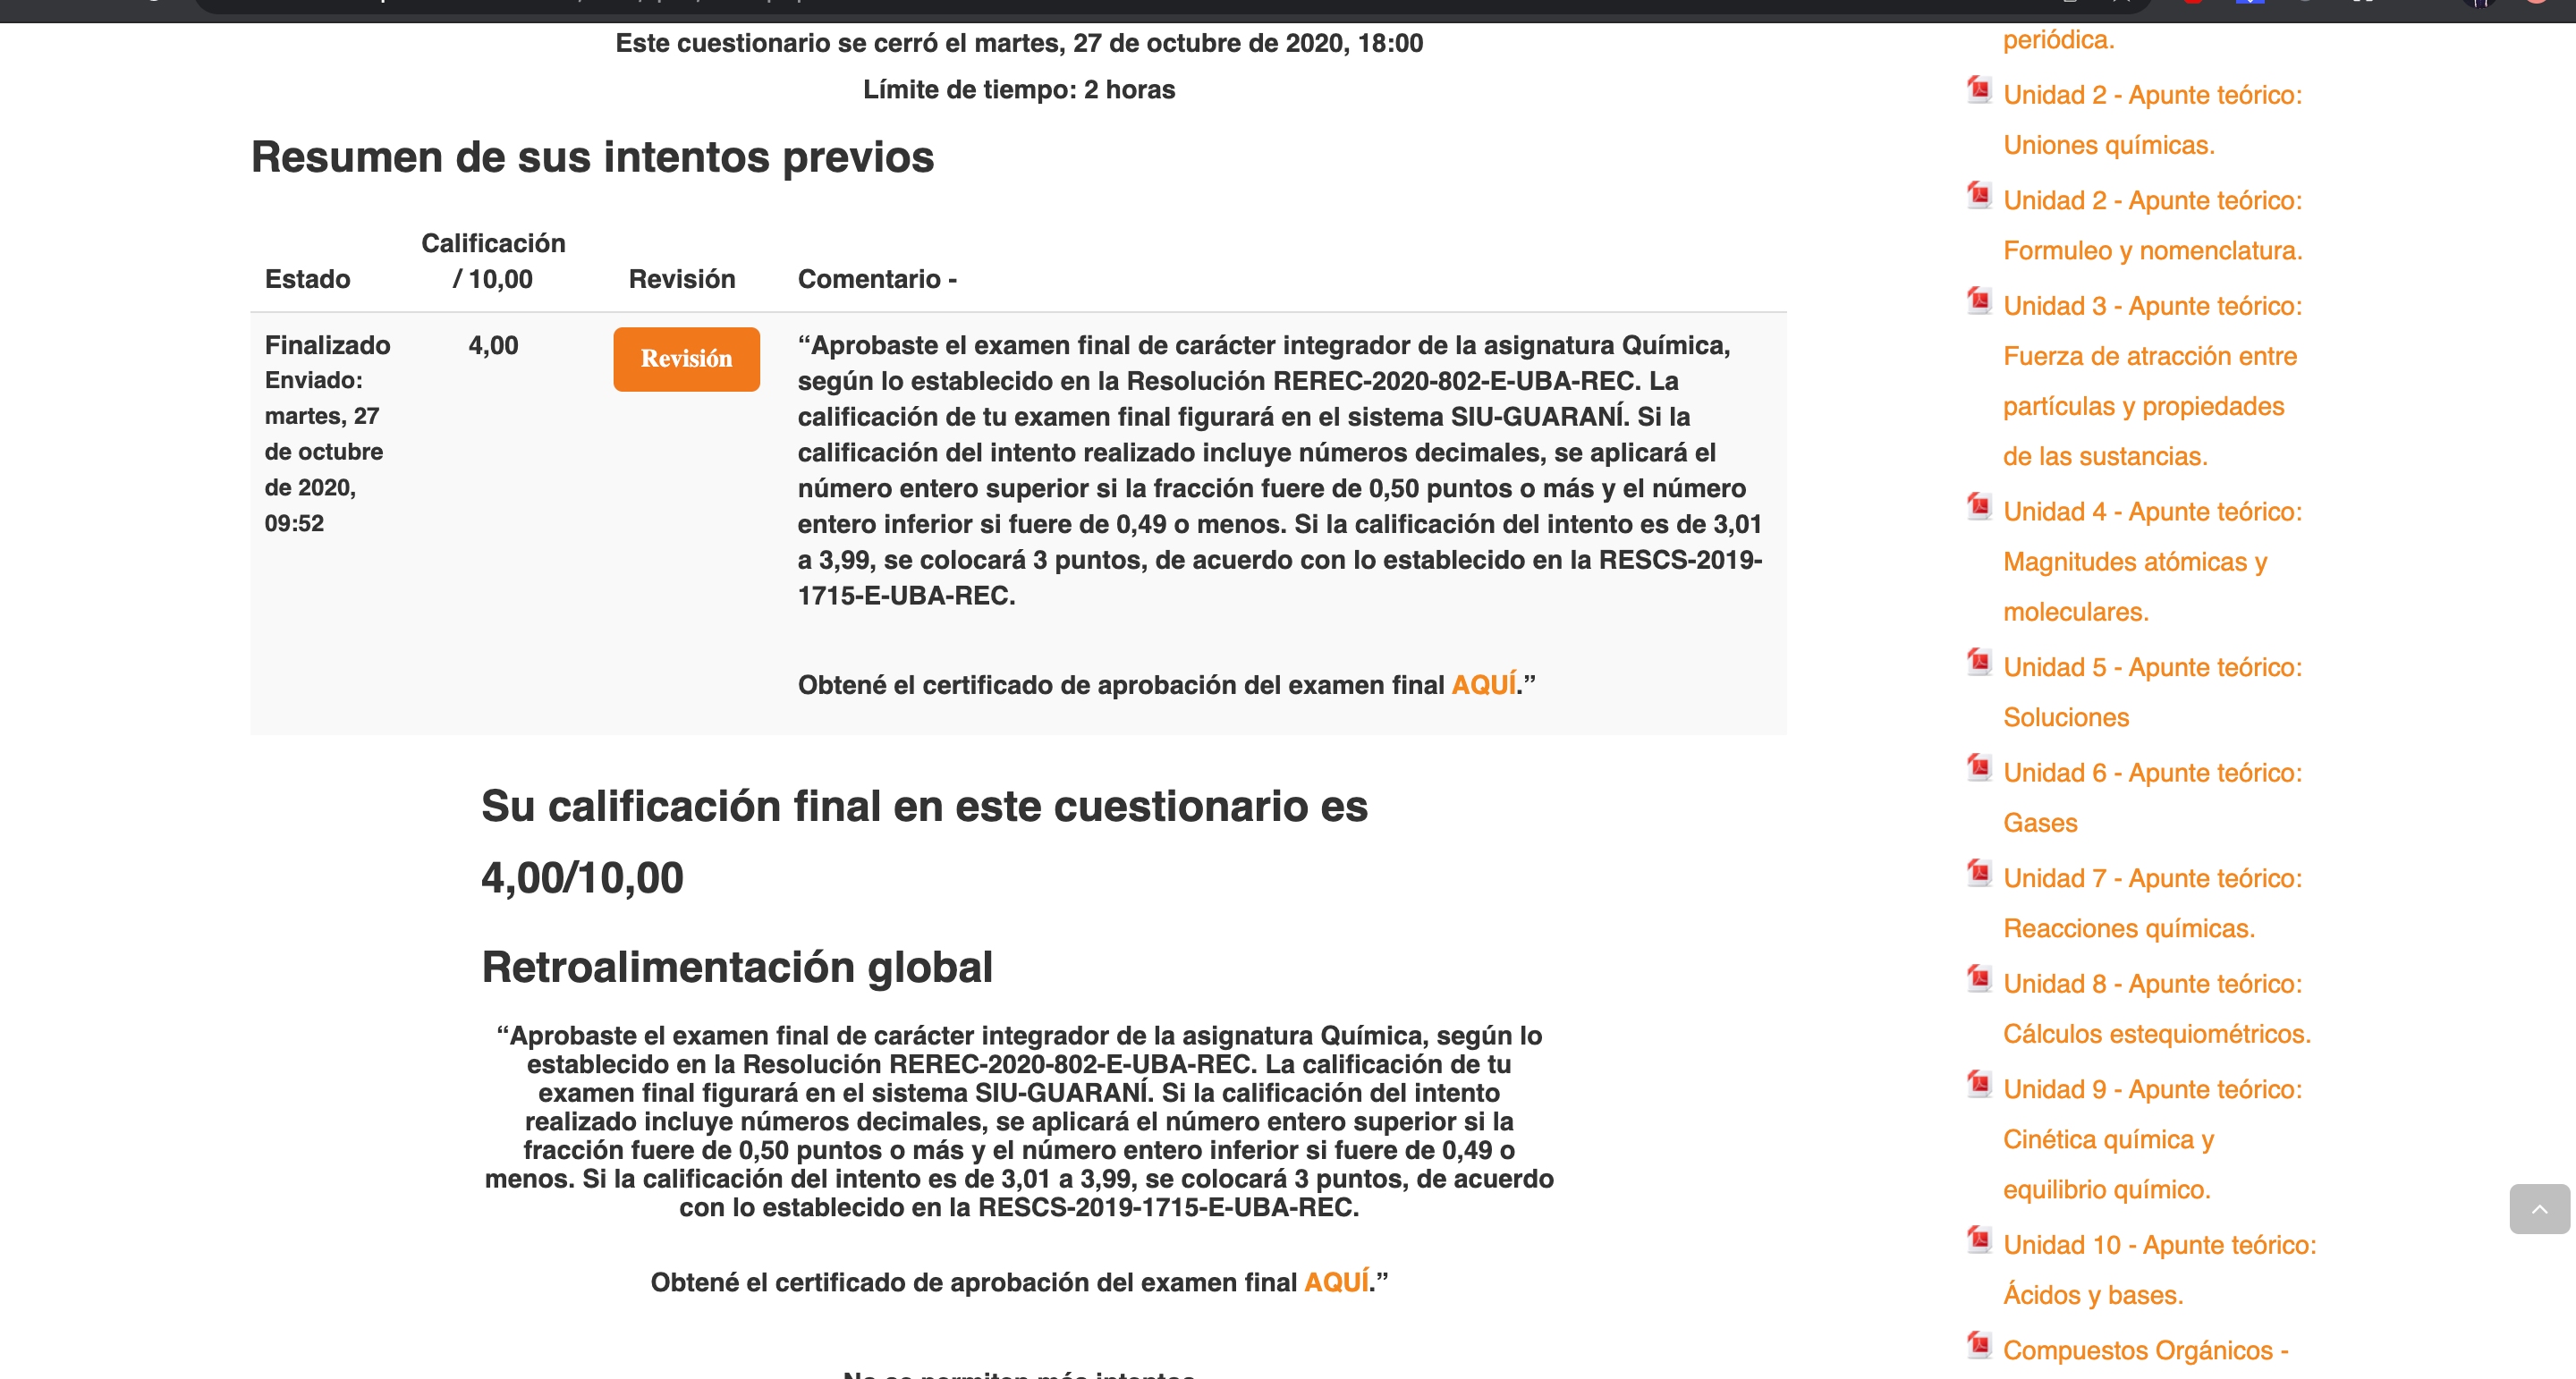 Este cuestionario se cerró el martes, 27 de octubre de 2020, 18:00
Límite de tiempo: 2 horas
Resumen de sus intentos previos
Estado
Calificación
/ 10,00
Revisión
Comentario -
Finalizado
Enviado:
martes, 27
de octubre
de 2020,
09:52
4,00
Revisión
“Aprobaste el examen final de carácter integrador de la asignatura Química,
según lo establecido en la Resolución REREC-2020-802-E-UBA-REC. La
calificación de tu examen final figurará en el sistema SIU-GUARANÍ. Si la
calificación del intento realizado incluye números decimales, se aplicará el
número entero superior si la fracción fuere de 0,50 puntos o más y el número
entero inferior si fuere de 0,49 o menos. Si la calificación del intento es de 3,01
a 3,99, se colocará 3 puntos, de acuerdo con lo establecido en la RESCS-2019-
1715-E-UBA-REC.
Obtené el certificado de aprobación del examen final AQUÍ.”
Su calificación final en este cuestionario es
4,00/10,00
Retroalimentación global
“Aprobaste el examen final de carácter integrador de la asignatura Química, según lo
establecido en la Resolución REREC-2020-802-E-UBA-REC. La calificación de tu
examen final figurará en el sistema SIU-GUARANÍ. Si la calificación del intento
realizado incluye números decimales, se aplicará el número entero superior si la
fracción fuere de 0,50 puntos o más y el número entero inferior si fuere de 0,49 o
menos. Si la calificación del intento es de 3,01 a 3,99, se colocará 3 puntos, de acuerdo
con lo establecido en la RESCS-2019-1715-E-UBA-REC.
Obtené el certificado de aprobación del examen final AQUÍ.”
No se permiten más intentos
periódica.
Unidad 2 - Apunte teórico:
Uniones químicas.
Unidad 2 - Apunte teórico:
Formuleo y nomenclatura.
Unidad 3 - Apunte teórico:
Fuerza de atracción entre
partículas y propiedades
de las sustancias.
Unidad 4 - Apunte teórico:
Magnitudes atómicas y
moleculares.
Unidad 5 - Apunte teórico:
Soluciones
Unidad 6 - Apunte teórico:
Gases
Unidad 7 - Apunte teórico:
Reacciones químicas.
Unidad 8 - Apunte teórico:
Cálculos estequiométricos.
Unidad 9 - Apunte teórico:
Cinética química y
equilibrio químico.
Unidad 10 - Apunte teórico:
Ácidos y bases.
Compuestos Orgánicos -